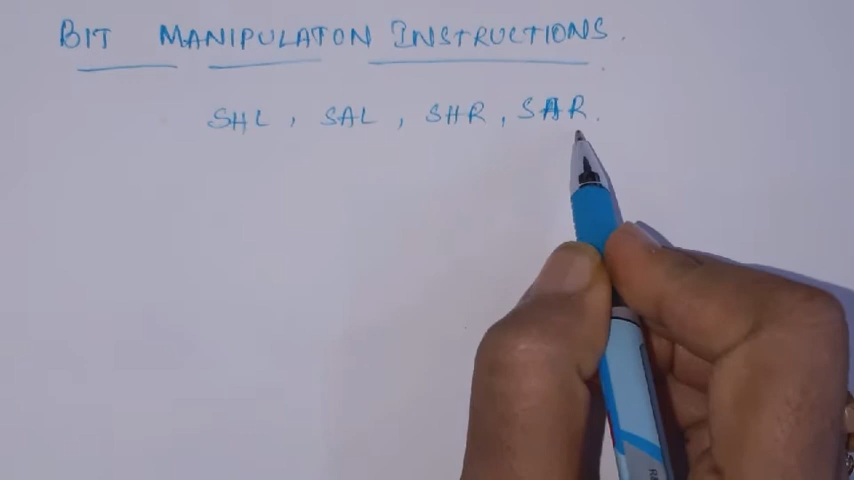 BIT MANIPULATON INSTRUCTIONS.
SHL, SAL, SHR, SAR.